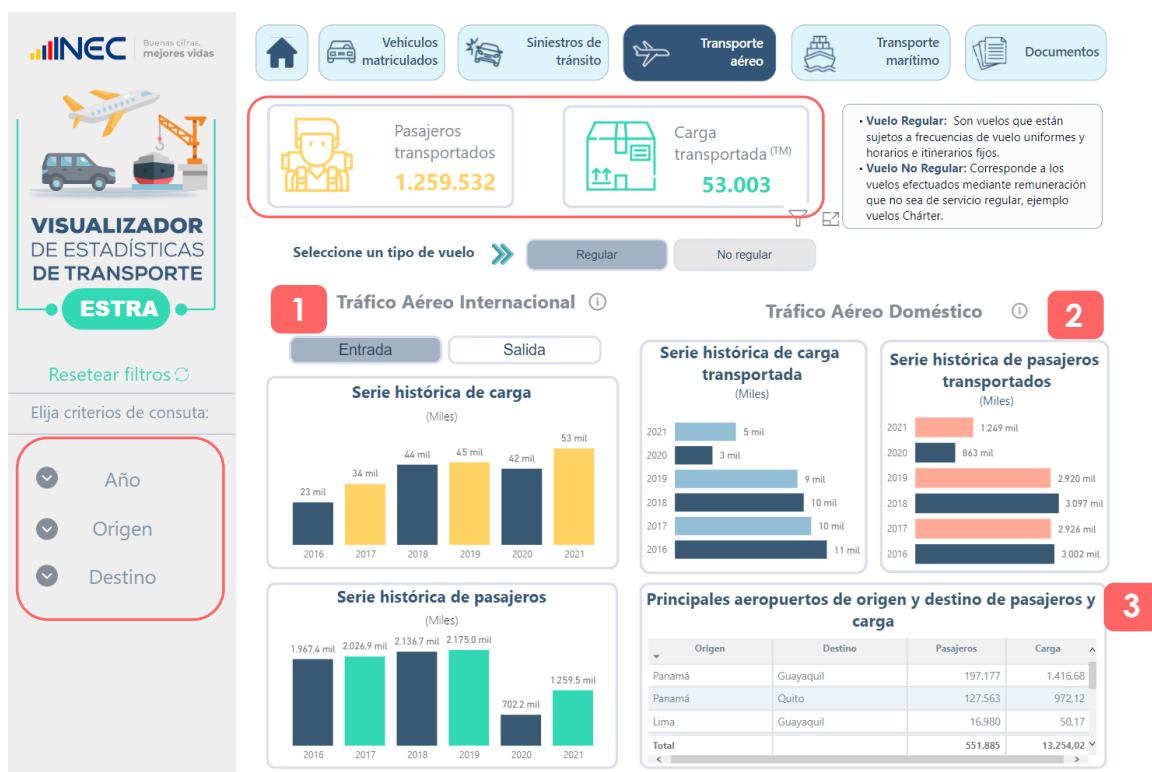 INEC
Buenas cifras,
mejores vidas
VISUALIZADOR
DE ESTADÍSTICAS
DE TRANSPORTE
ESTRA
Resetear filtros
Elija criterios de consuta:
Año
Origen
Destino
Vehículos
matriculados
Siniestros de
tránsito
Transporte
aéreo
Transporte
marítimo
Documentos
Pasajeros
transportados
1.259.532
Carga
transportada (TM)
53.003
• Vuelo Regular: Son vuelos que están
sujetos a frecuencias de vuelo uniformes y
horarios e itinerarios fijos.
• Vuelo No Regular: Corresponde a los
vuelos efectuados mediante remuneración
que no sea de servicio regular, ejemplo
vuelos Chárter.
Seleccione un tipo de vuelo
Regular
No regular
1
Tráfico Aéreo Internacional
Entrada
Salida
Serie histórica de carga
(Miles)
23 mil
34 mil
44 mil
45 mil
42 mil
53 mil
2016 2017 2018 2019 2020 2021
Serie histórica de pasajeros
(Miles)
1.967,4 mil
2.026,9 mil
2.136,7 mil
2.175,0 mil
702,2 mil
1.259,5 mil
2016 2017 2018 2019 2020 2021
Tráfico Aéreo Doméstico
2
Serie histórica de carga
transportada
(Miles)
2021 5 mil
2020 3 mil
2019 9 mil
2018 10 mil
2017 10 mil
2016 11 mil
Serie histórica de pasajeros
transportados
(Miles)
2021 1.249 mil
2020 863 mil
2019 2.920 mil
2018 3.097 mil
2017 2.926 mil
2016 3.002 mil
3
Principales aeropuertos de origen y destino de pasajeros y
carga
Origen Destino Pasajeros Carga
Panamá Guayaquil 197.177 1.416,68
Panamá Quito 127.563 972,12
Lima Guayaquil 16.980 50,17
Total 551.885 13.254,02